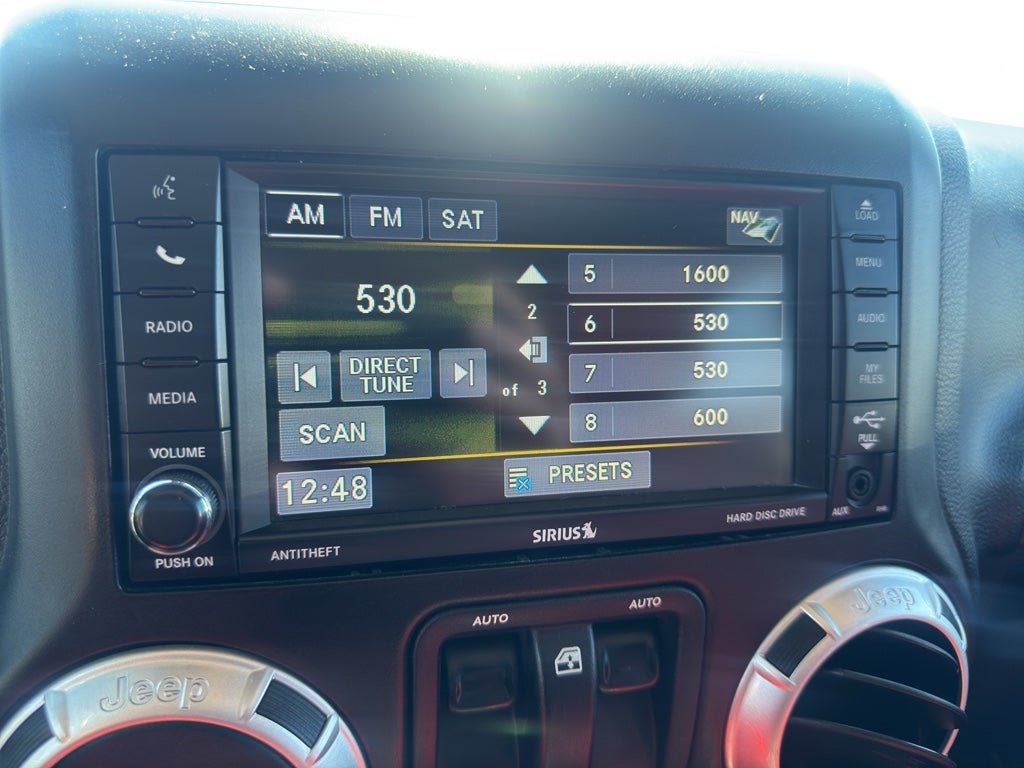 AM FM SAT NAV
LOAD
MENU
530
5 1600
2
6 530
RADIO
AUDIO
DIRECT
TUNE
of 3
7 530
MY
FILES
MEDIA
8 600
SCAN
PULL
VOLUME
PRESETS
12:48
AUX
SIRIUS
HARD DISC DRIVE
ANTITHEFT
PUSH ON
AUTO AUTO
Jeep
Jeep